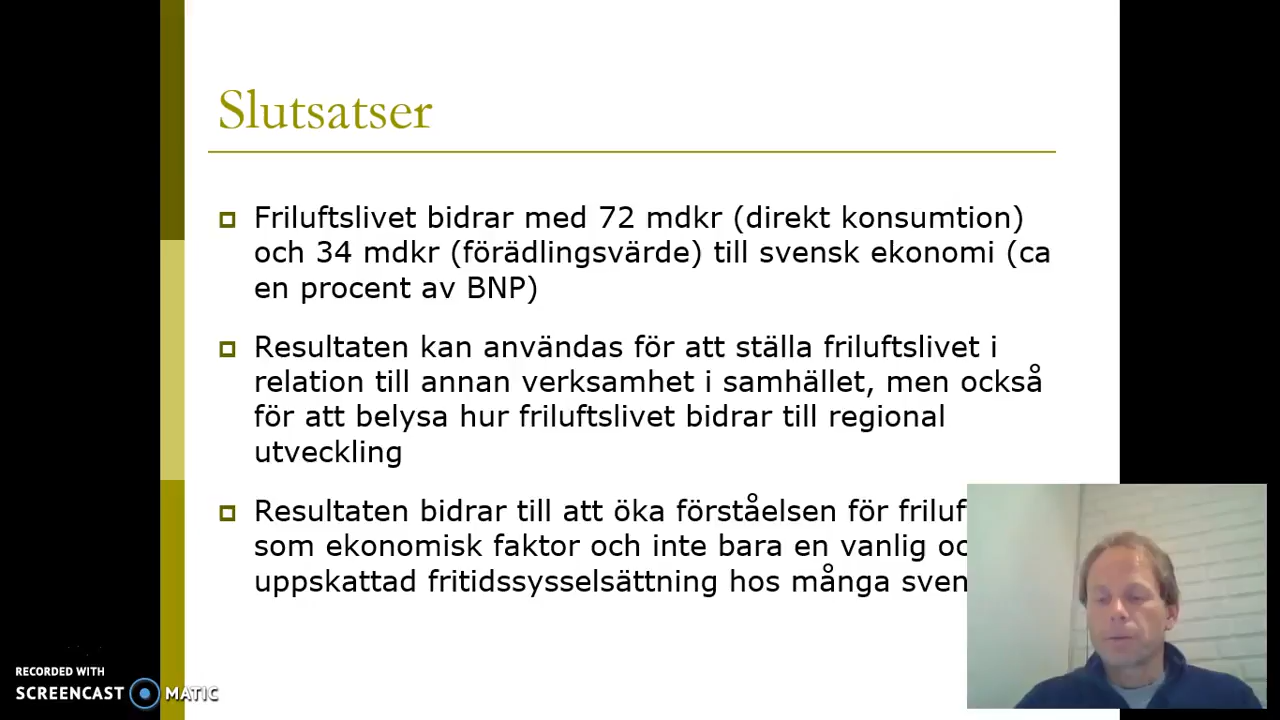 Slutsatser
Friluftslivet bidrar med 72 mdkr (direkt konsumtion)
och 34 mdkr (förädlingsvärde) till svensk ekonomi (ca
en procent av BNP)
Resultaten kan användas för att ställa friluftslivet i
relation till annan verksamhet i samhället, men också
för att belysa hur friluftslivet bidrar till regional
utveckling
Resultaten bidrar till att öka förståelsen för
som ekonomisk faktor och inte bara en vanlig
uppskattad fritidssysselsättning hos många
RECORDED WITH
SCREENCAST MATIC